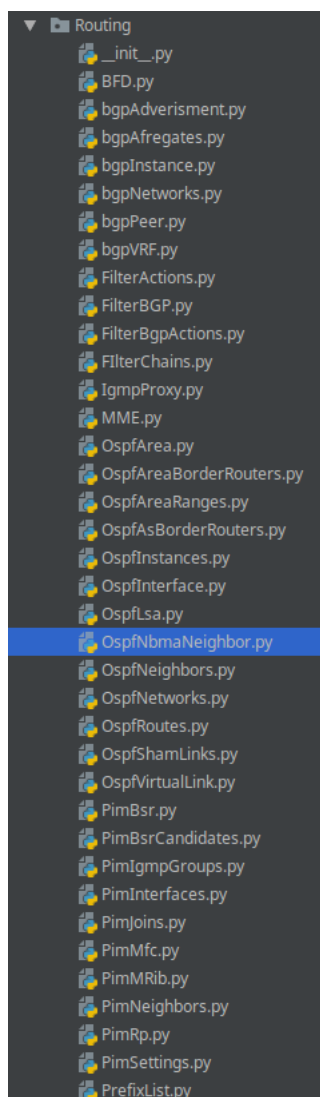 Routing
__init__.py
BFD.py
bgpAdverisment.py
bgpAfregates.py
bgpInstance.py
bgpNetworks.py
bgpPeer.py
bgpVRF.py
FilterActions.py
FilterBGP.py
FilterBgpActions.py
FIlterChains.py
IgmpProxy.py
MME.py
OspfArea.py
OspfAreaBorderRouters.py
OspfAreaRanges.py
OspfAsBorderRouters.py
OspfInstances.py
OspfInterface.py
OspfLsa.py
OspfNbmaNeighbor.py
OspfNeighbors.py
OspfNetworks.py
OspfRoutes.py
OspfShamLinks.py
OspfVirtualLink.py
PimBsr.py
PimBsrCandidates.py
PimIgmpGroups.py
PimInterfaces.py
PimJoins.py
PimMfc.py
PimMRib.py
PimNeighbors.py
PimRp.py
PimSettings.py
PrefixList.py